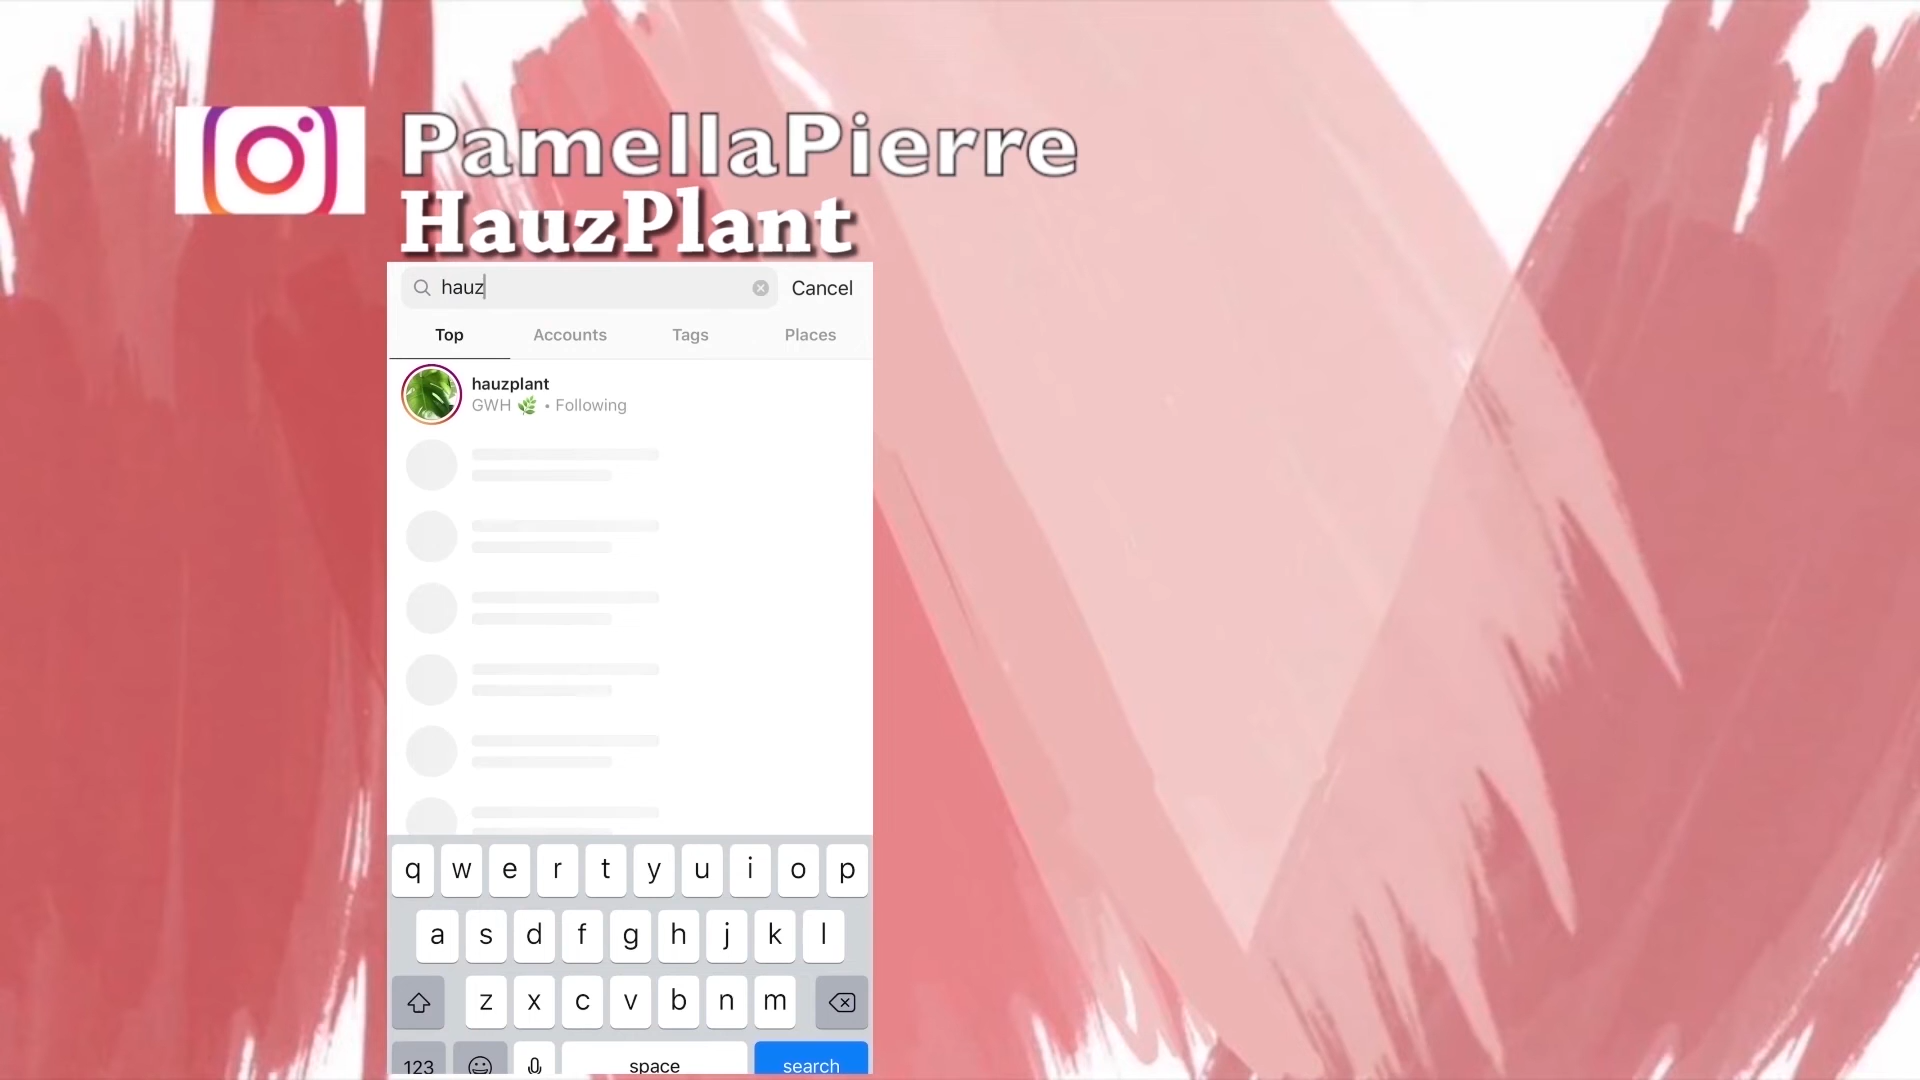 PamellaPierre
HauzPlant
hauz
Cancel
Top Accounts Tags Places
hauzplant
GWH 🌿 • Following
q w e r t y u i o p
a s d f g h j k l
z x c v b n m
123 space search